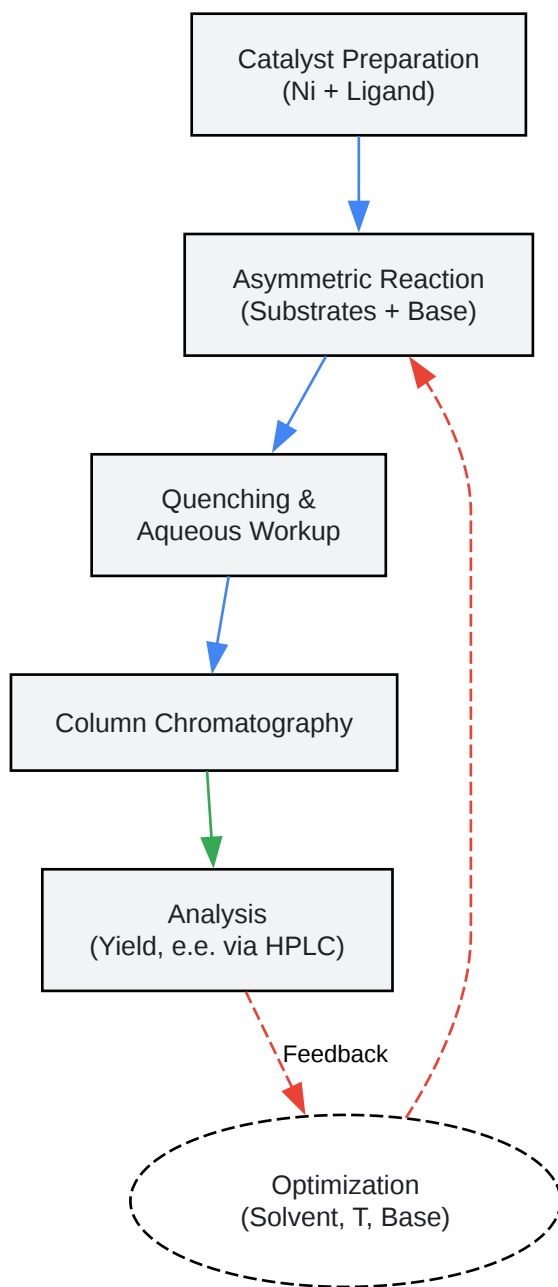 Catalyst Preparation
(Ni + Ligand)
Asymmetric Reaction
(Substrates + Base)
Quenching &
Aqueous Workup
Column Chromatography
Analysis
(Yield, e.e. via HPLC)
Feedback
Optimization
(Solvent, T, Base)